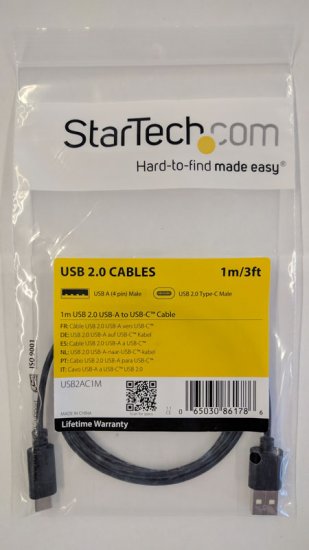 StarTech.com
Hard-to-find made easy®
USB 2.0 CABLES 1m/3ft
USB A (4 pin) Male USB 2.0 Type-C Male
1m USB 2.0 USB-A to USB-C™ Cable
FR: Câble USB 2.0 USB-A vers USB-C™
DE: USB 2.0 USB-A auf USB-C™ Kabel
ES: Cable USB 2.0 USB-A a USB-C™
NL: USB 2.0 USB-A-naar-USB-C™ kabel
PT: Cabo USB 2.0 USB-A para USB-C™
IT: Cavo USB-A a USB-C™ USB 2.0
USB2AC1M
MADE IN CHINA
0 65030 86178 6
Lifetime Warranty
ISO 9001